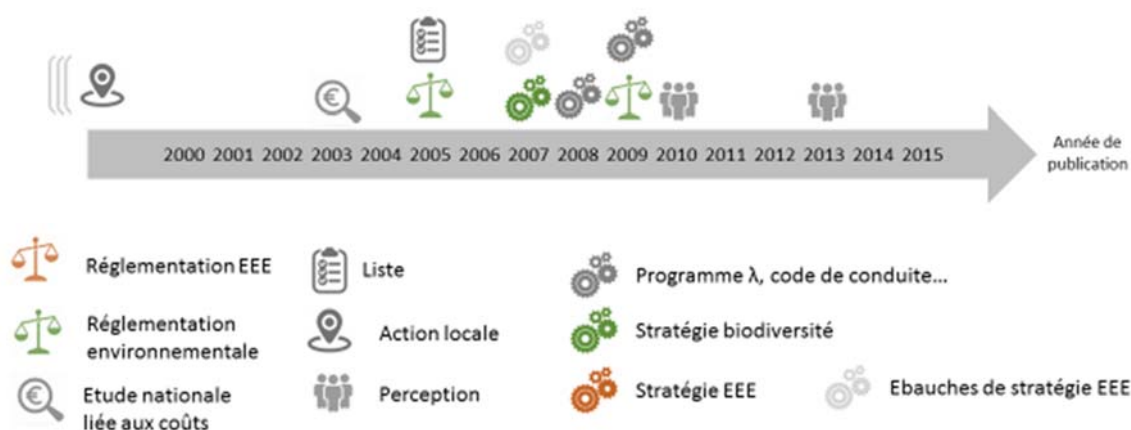 2000 2001 2002 2003 2004 2005 2006 2007 2008 2009 2010 2011 2012 2013 2014 2015
Année de
publication
Réglementation EEE
Liste
Programme λ, code de conduite...
Réglementation
environnementale
Action locale
Stratégie biodiversité
Etude nationale
liée aux coûts
Perception
Stratégie EEE
Ebauches de stratégie EEE